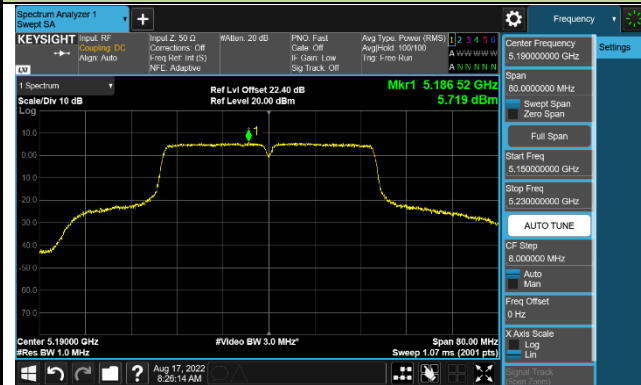 Spectrum Analyzer 1
Swept SA
Frequency
KEYSIGHT
Input: RF
Coupling: DC
Align: Auto
Input Z: 50 Ω
Corrections: Off
Freq Ref: Int (S)
NFE: Adaptive
#Atten: 20 dB
PNO: Fast
Gate: Off
IF Gain: Low
Sig Track: Off
Avg Type: Power (RMS)
Avg|Hold: 100/100
Trig: Free Run
1 2 3 4 5 6
A W W W W W
A N N N N N
LXI
1 Spectrum
Scale/Div 10 dB
Log
Ref Lvl Offset 22.40 dB
Ref Level 20.00 dBm
Mkr1 5.186 52 GHz
5.719 dBm
1
10.0
0.00
-10.0
-20.0
-30.0
-40.0
-50.0
-60.0
-70.0
Center 5.19000 GHz
#Res BW 1.0 MHz
#Video BW 3.0 MHz*
Span 80.00 MHz
Sweep 1.07 ms (2001 pts)
Center Frequency
5.190000000 GHz
Span
80.0000000 MHz
Swept Span
Zero Span
Full Span
Start Freq
5.150000000 GHz
Stop Freq
5.230000000 GHz
AUTO TUNE
CF Step
8.000000 MHz
Auto
Man
Freq Offset
0 Hz
X Axis Scale
Log
Lin
Signal Track
(Span Zoom)
Settings
?
Aug 17, 2022
8:26:14 AM